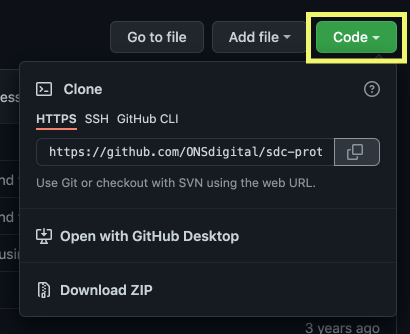 Go to file
Add file
Code
Clone
HTTPS SSH GitHub CLI
https://github.com/ONSdigital/sdc-prot
Use Git or checkout with SVN using the web URL.
Open with GitHub Desktop
Download ZIP
3 years ago